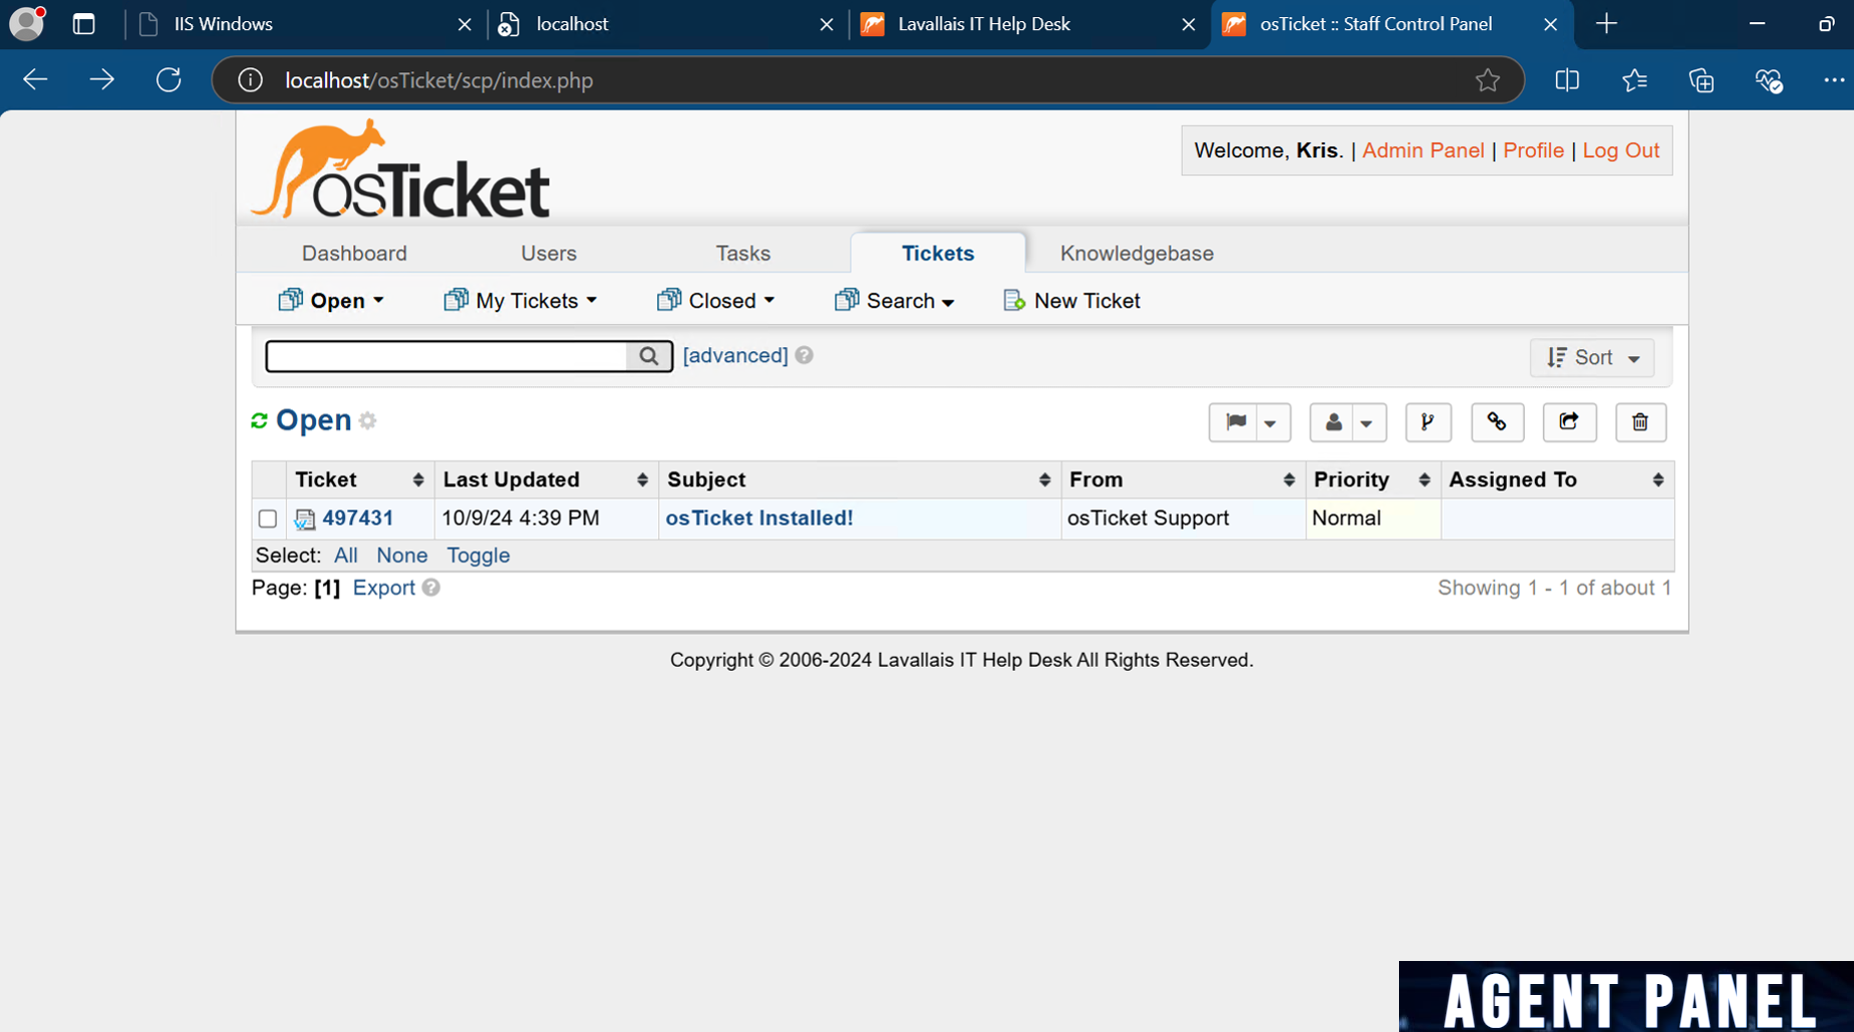 IIS Windows
localhost
Lavallais IT Help Desk
osTicket :: Staff Control Panel
localhost/osTicket/scp/index.php
osTicket
Welcome, Kris. | Admin Panel | Profile | Log Out
Dashboard Users Tasks Tickets Knowledgebase
Open My Tickets Closed Search New Ticket
[advanced] ? Sort
Open
Ticket Last Updated Subject From Priority Assigned To
497431 10/9/24 4:39 PM osTicket Installed! osTicket Support Normal
Select: All None Toggle
Page: [1] Export ? Showing 1 - 1 of about 1
Copyright © 2006-2024 Lavallais IT Help Desk All Rights Reserved.
AGENT PANEL